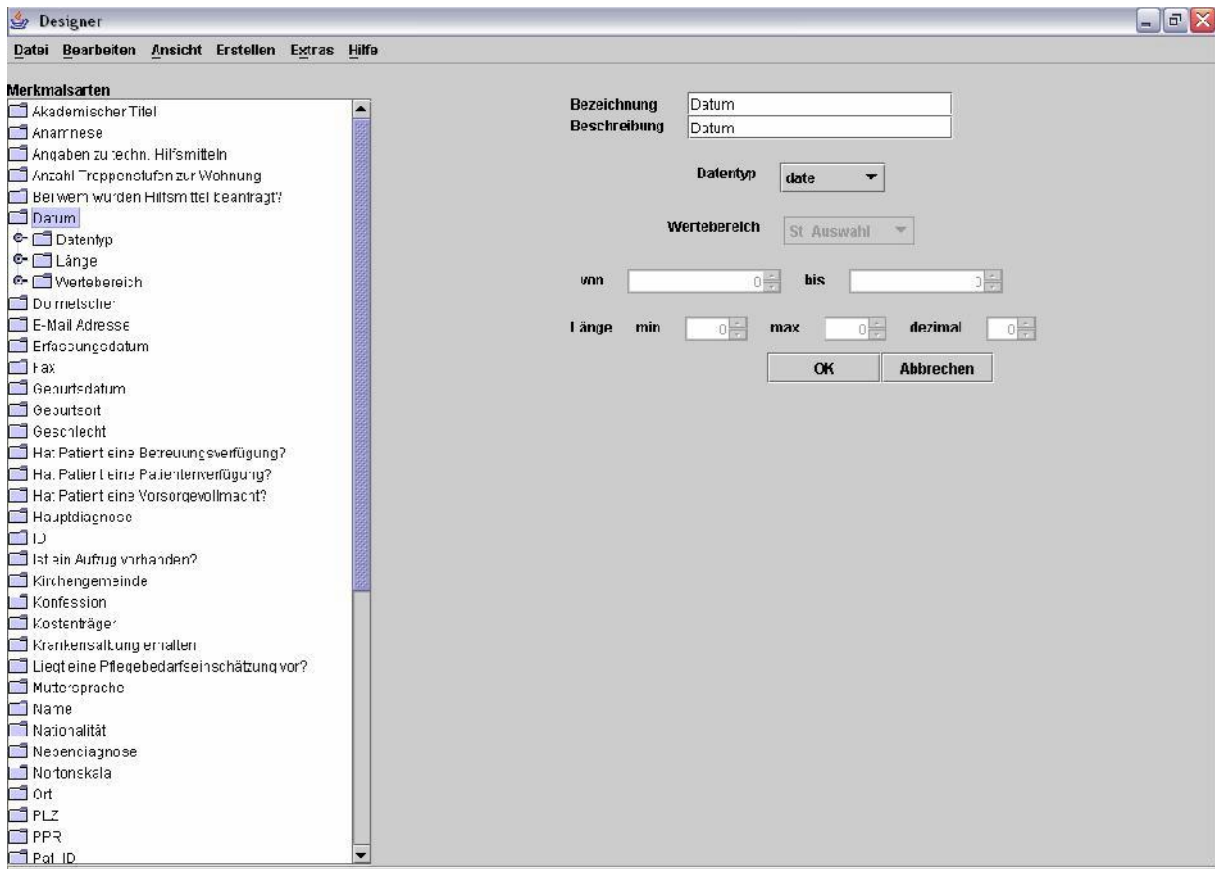 Designer
Datei Bearbeiten Ansicht Erstellen Extras Hilfe
Merkmalsarten
Akademischer Titel
Anamnese
Angaben zu techn. Hilfsmitteln
Anzahl Treppenstufen zur Wohnung
Bei wem wurden Hilfsmittel beantragt?
Datum
Datentyp
Länge
Wertebereich
Dolmetscher
E-Mail Adresse
Erfassungsdatum
Fax
Geburtsdatum
Geburtsort
Geschlecht
Hat Patient eine Betreuungsverfügung?
Hat Patient eine Patientenverfügung?
Hat Patient eine Vorsorgevollmacht?
Hauptdiagnose
ID
Ist ein Aufzug vorhanden?
Kirchengemeinde
Konfession
Kostenträger
Krankensalbung erhalten
Liegt eine Pflegebedarfseinschätzung vor?
Muttersprache
Name
Nationalität
Nebendiagnose
Nortonskala
Ort
PLZ
PPR
Pat_ID
Bezeichnung Datum
Beschreibung Datum
Datentyp date
Wertebereich St_Auswahl
von 0 bis 0
Länge min 0 max 0 dezimal 0
OK Abbrechen